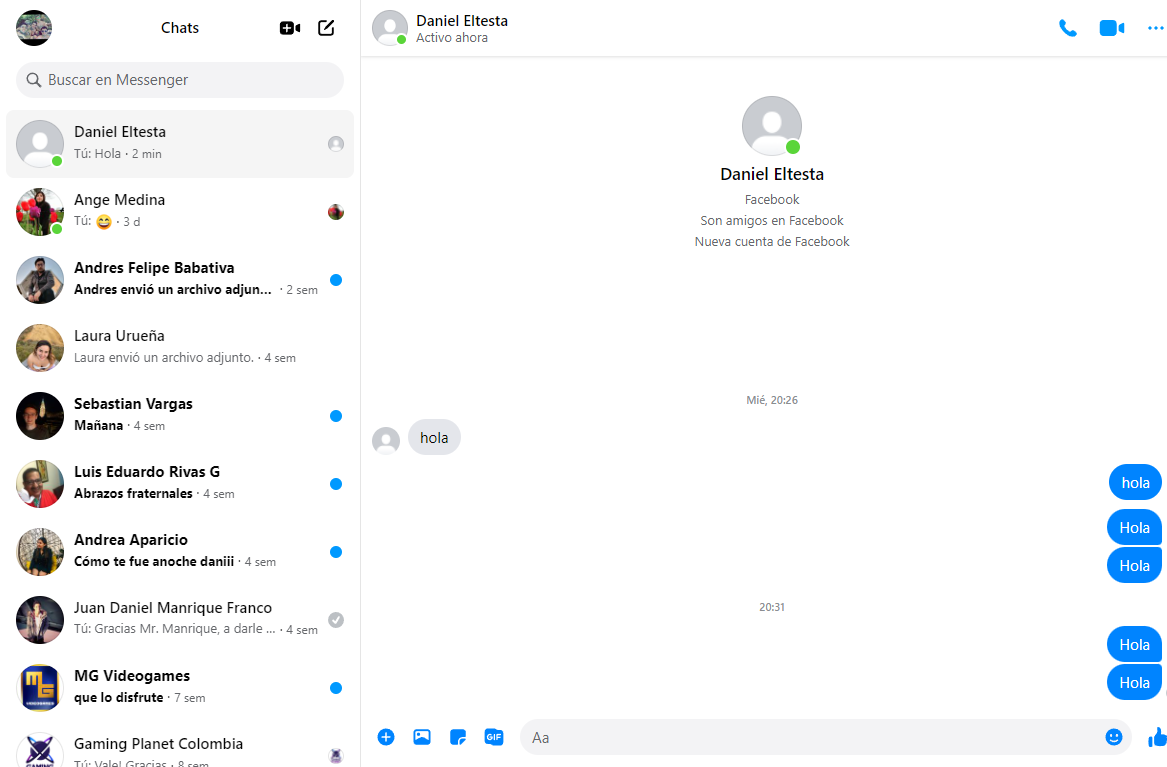 Chats
Buscar en Messenger
Daniel Eltesta
Tú: Hola · 2 min
Ange Medina
Tú: 😄 · 3 d
Andres Felipe Babativa
Andres envió un archivo adjun... · 2 sem
Laura Urueña
Laura envió un archivo adjunto. · 4 sem
Sebastian Vargas
Mañana · 4 sem
Luis Eduardo Rivas G
Abrazos fraternales · 4 sem
Andrea Aparicio
Cómo te fue anoche daniii · 4 sem
Juan Daniel Manrique Franco
Tú: Gracias Mr. Manrique, a darle ... · 4 sem
MG Videogames
que lo disfrute · 7 sem
Gaming Planet Colombia
Tú: Vale! Gracias · 8 sem
Daniel Eltesta
Activo ahora
Daniel Eltesta
Facebook
Son amigos en Facebook
Nueva cuenta de Facebook
Mié, 20:26
hola
hola
Hola
Hola
20:31
Hola
Hola
GIF
Aa